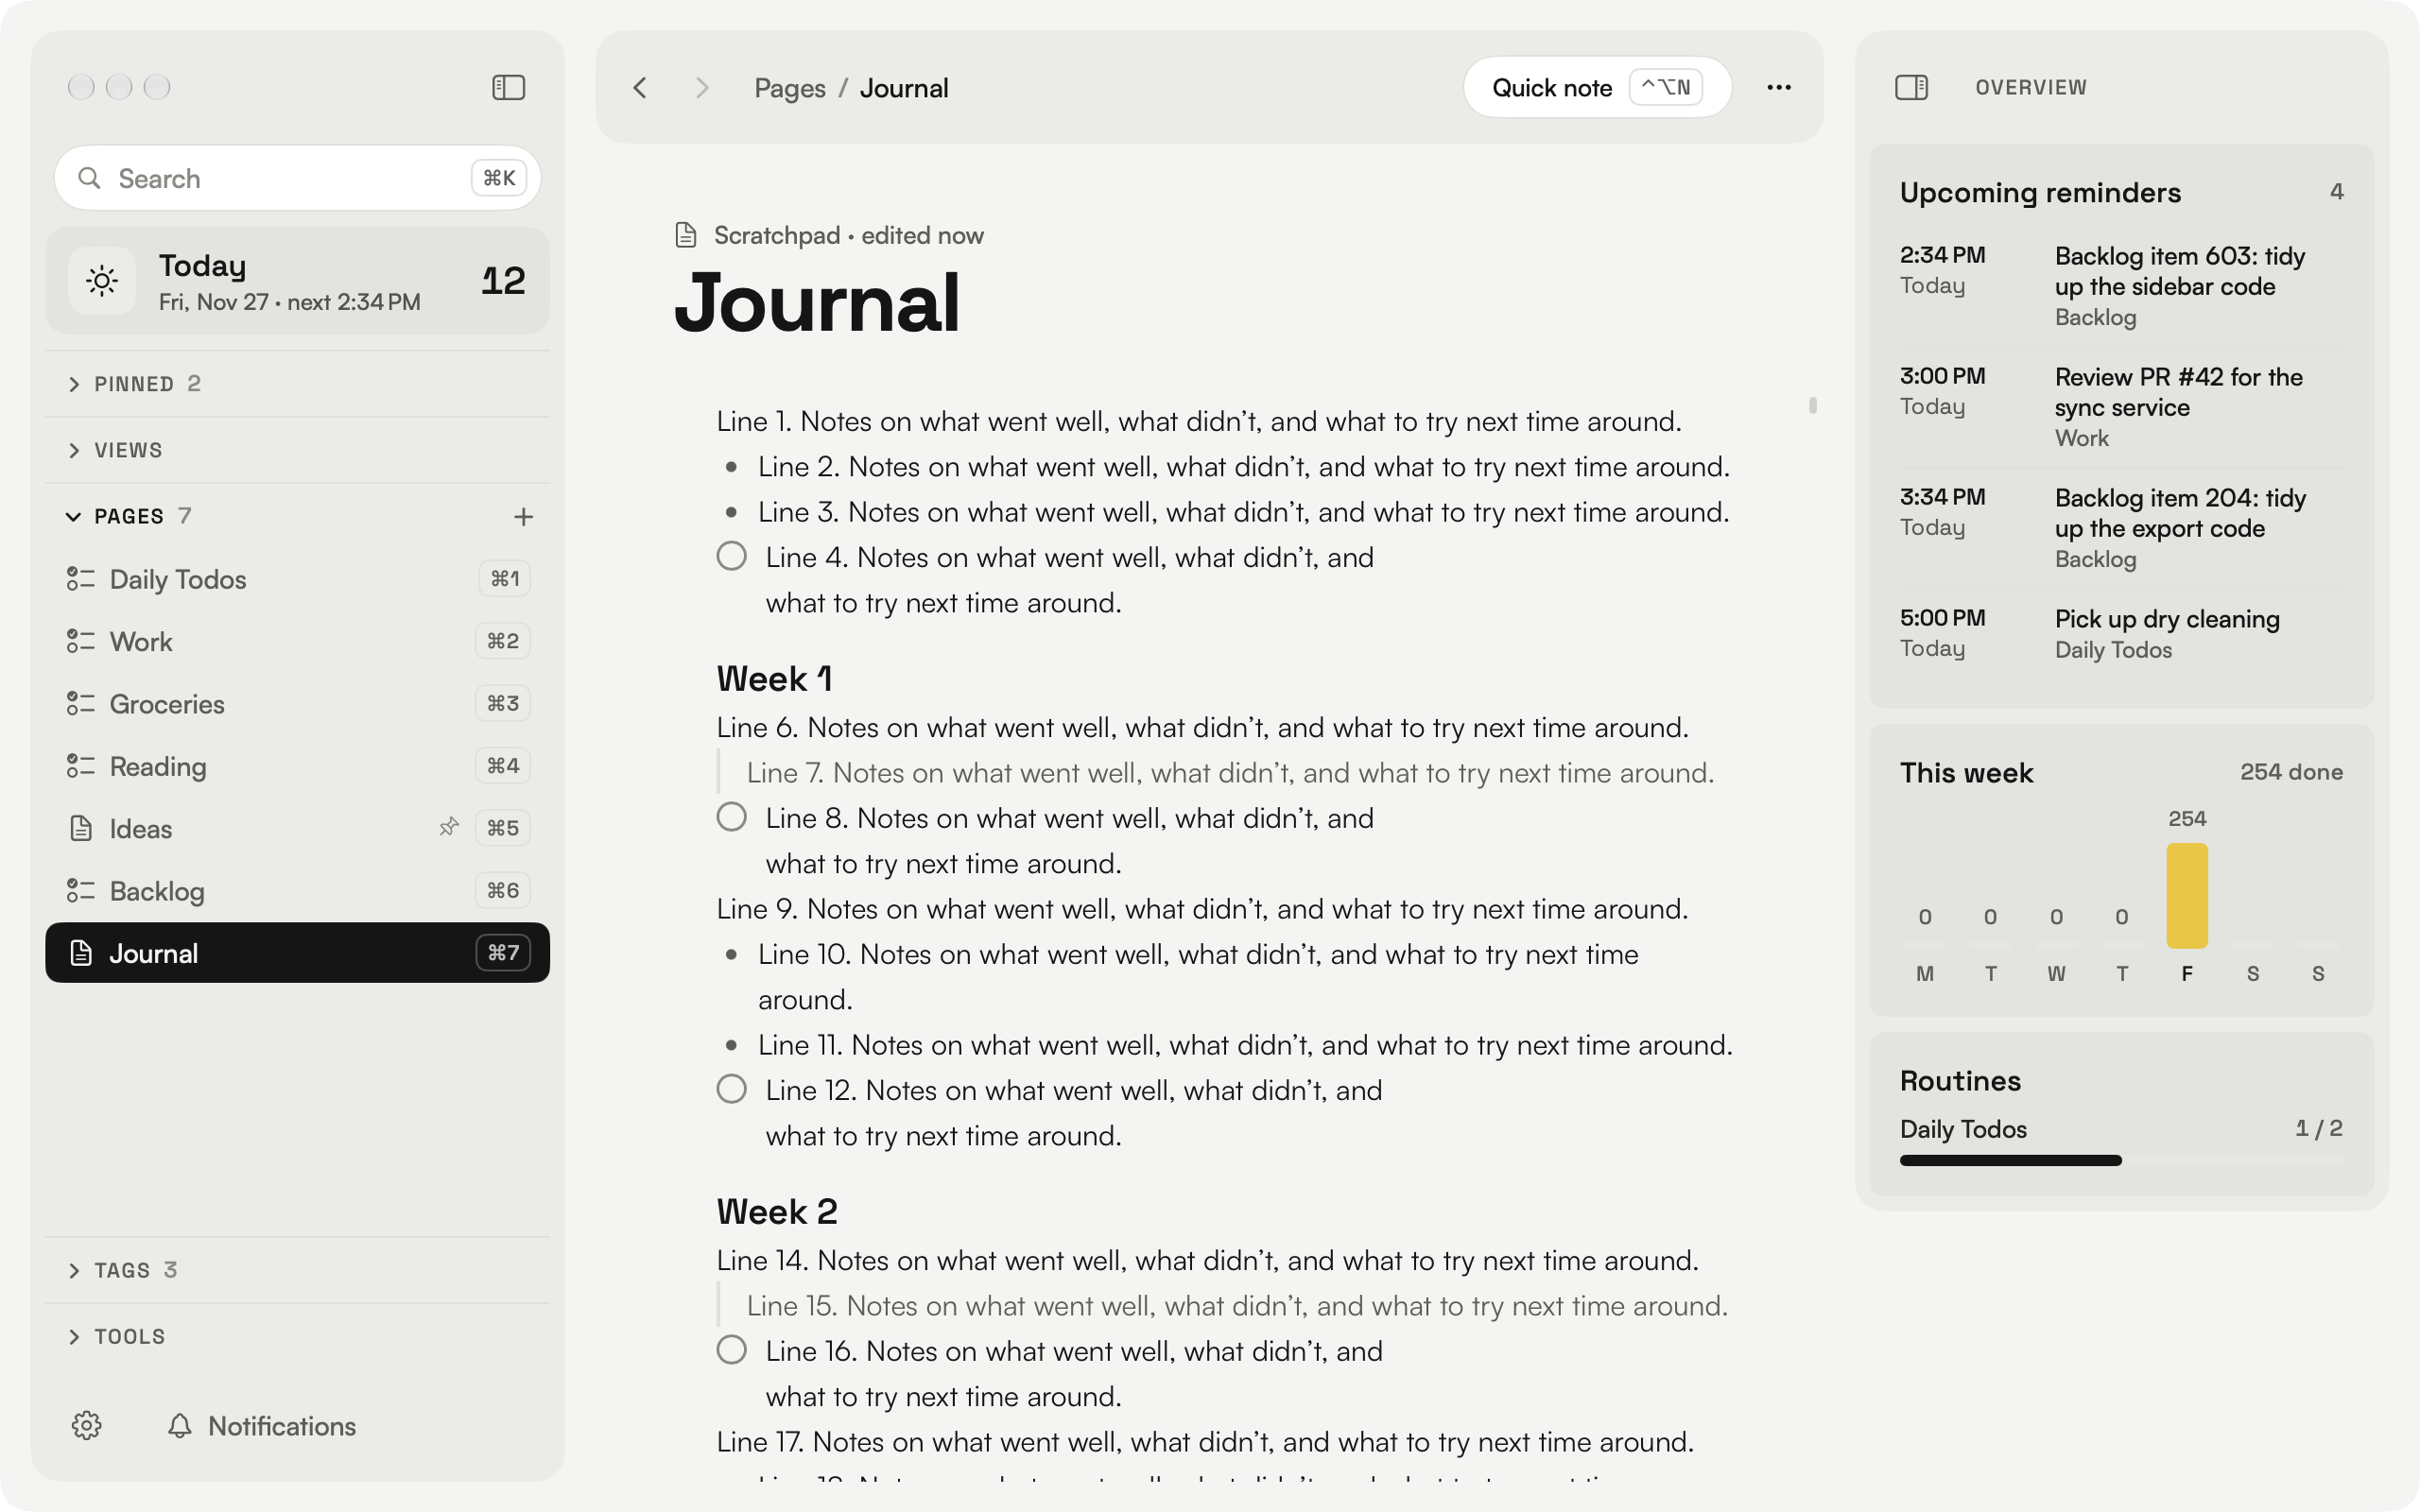 Search ⌘K
Today
Fri, Nov 27 · next 2:34 PM
12
PINNED 2
VIEWS
PAGES 7
Daily Todos ⌘1
Work ⌘2
Groceries ⌘3
Reading ⌘4
Ideas ⌘5
Backlog ⌘6
Journal ⌘7
TAGS 3
TOOLS
Notifications
Pages / Journal
Quick note ⌃⌥N
Scratchpad · edited now
Journal
Line 1. Notes on what went well, what didn’t, and what to try next time around.
• Line 2. Notes on what went well, what didn’t, and what to try next time around.
• Line 3. Notes on what went well, what didn’t, and what to try next time around.
Line 4. Notes on what went well, what didn’t, and
what to try next time around.
Week 1
Line 6. Notes on what went well, what didn’t, and what to try next time around.
Line 7. Notes on what went well, what didn’t, and what to try next time around.
Line 8. Notes on what went well, what didn’t, and
what to try next time around.
Line 9. Notes on what went well, what didn’t, and what to try next time around.
• Line 10. Notes on what went well, what didn’t, and what to try next time
around.
• Line 11. Notes on what went well, what didn’t, and what to try next time around.
Line 12. Notes on what went well, what didn’t, and
what to try next time around.
Week 2
Line 14. Notes on what went well, what didn’t, and what to try next time around.
Line 15. Notes on what went well, what didn’t, and what to try next time around.
Line 16. Notes on what went well, what didn’t, and
what to try next time around.
Line 17. Notes on what went well, what didn’t, and what to try next time around.
OVERVIEW
Upcoming reminders 4
2:34 PM
Today
Backlog item 603: tidy
up the sidebar code
Backlog
3:00 PM
Today
Review PR #42 for the
sync service
Work
3:34 PM
Today
Backlog item 204: tidy
up the export code
Backlog
5:00 PM
Today
Pick up dry cleaning
Daily Todos
This week 254 done
254
0 0 0 0
M T W T F S S
Routines
Daily Todos 1 / 2